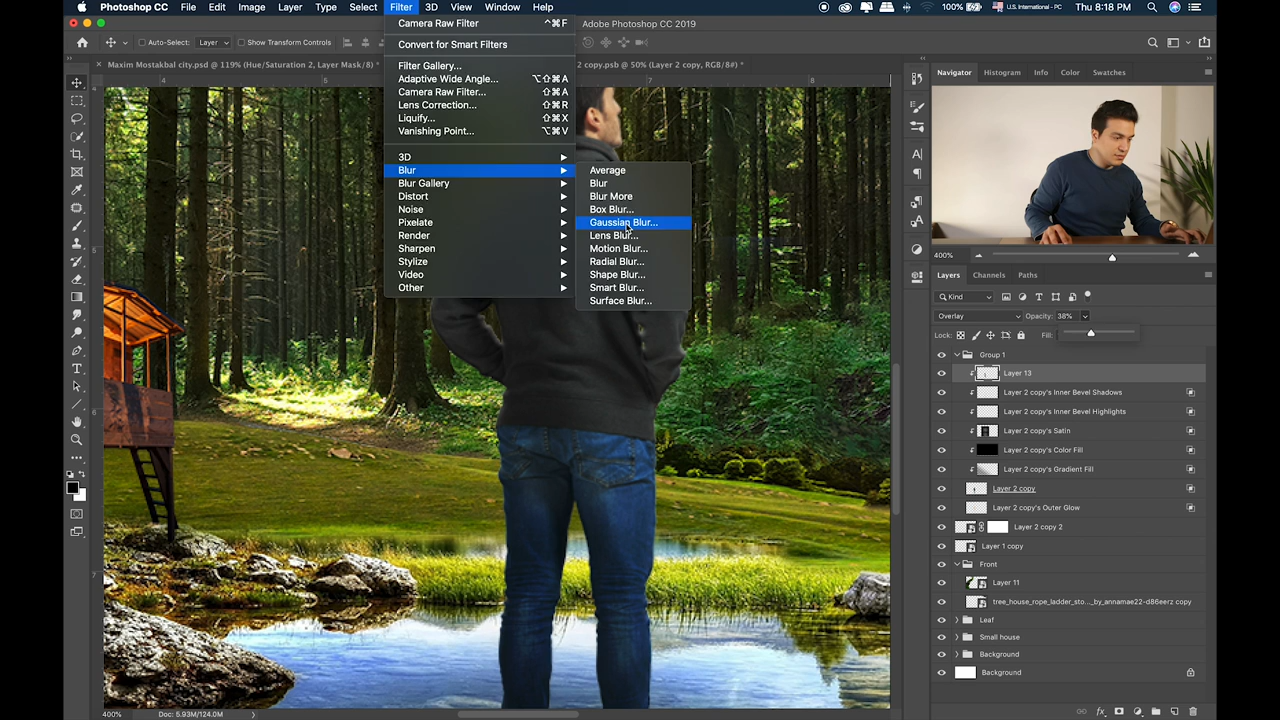 Photoshop CC File Edit Image Layer Type Select Filter 3D View Window Help
100% U.S. International - PC Thu 8:18 PM
Adobe Photoshop CC 2019
Auto-Select: Layer Show Transform Controls
Maxim Mostakbal city.psd @ 119% (Hue/Saturation 2, Layer Mask/8) *
2 copy.psb @ 400% (Layer 2 copy, RGB/8#) *
4 5 7 8
Camera Raw Filter ^⌘F
Convert for Smart Filters
Filter Gallery...
Adaptive Wide Angle... ⌥⇧⌘A
Camera Raw Filter... ⇧⌘A
Lens Correction... ⇧⌘R
Liquify... ⇧⌘X
Vanishing Point... ⌥⌘V
3D
Blur
Blur Gallery
Distort
Noise
Pixelate
Render
Sharpen
Stylize
Video
Other
Average
Blur
Blur More
Box Blur...
Gaussian Blur...
Lens Blur...
Motion Blur...
Radial Blur...
Shape Blur...
Smart Blur...
Surface Blur...
Navigator Histogram Info Color Swatches
400%
Layers Channels Paths
Kind
Overlay Opacity: 38%
Lock: Fill:
Group 1
Layer 13
Layer 2 copy's Inner Bevel Shadows
Layer 2 copy's Inner Bevel Highlights
Layer 2 copy's Satin
Layer 2 copy's Color Fill
Layer 2 copy's Gradient Fill
Layer 2 copy
Layer 2 copy's Outer Glow
Layer 2 copy 2
Layer 1 copy
Front
Layer 11
tree_house_rope_ladder_sto..._by_annamae22-d86eerz copy
Leaf
Small house
Background
Background
400% Doc: 5.93M/124.0M